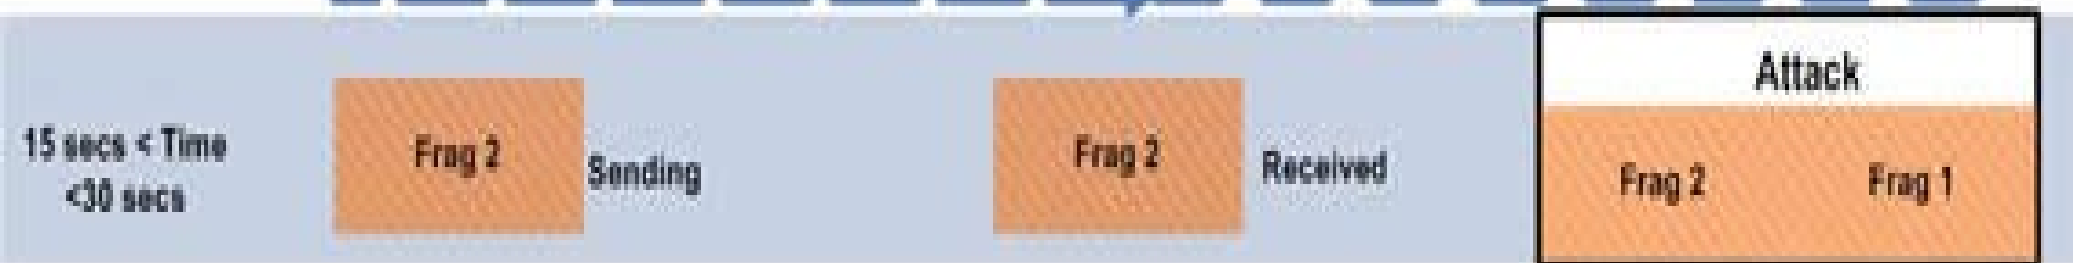 Attack
15 secs < Time
<30 secs
Frag 2
Sending
Frag 2
Received
Frag 2
Frag 1